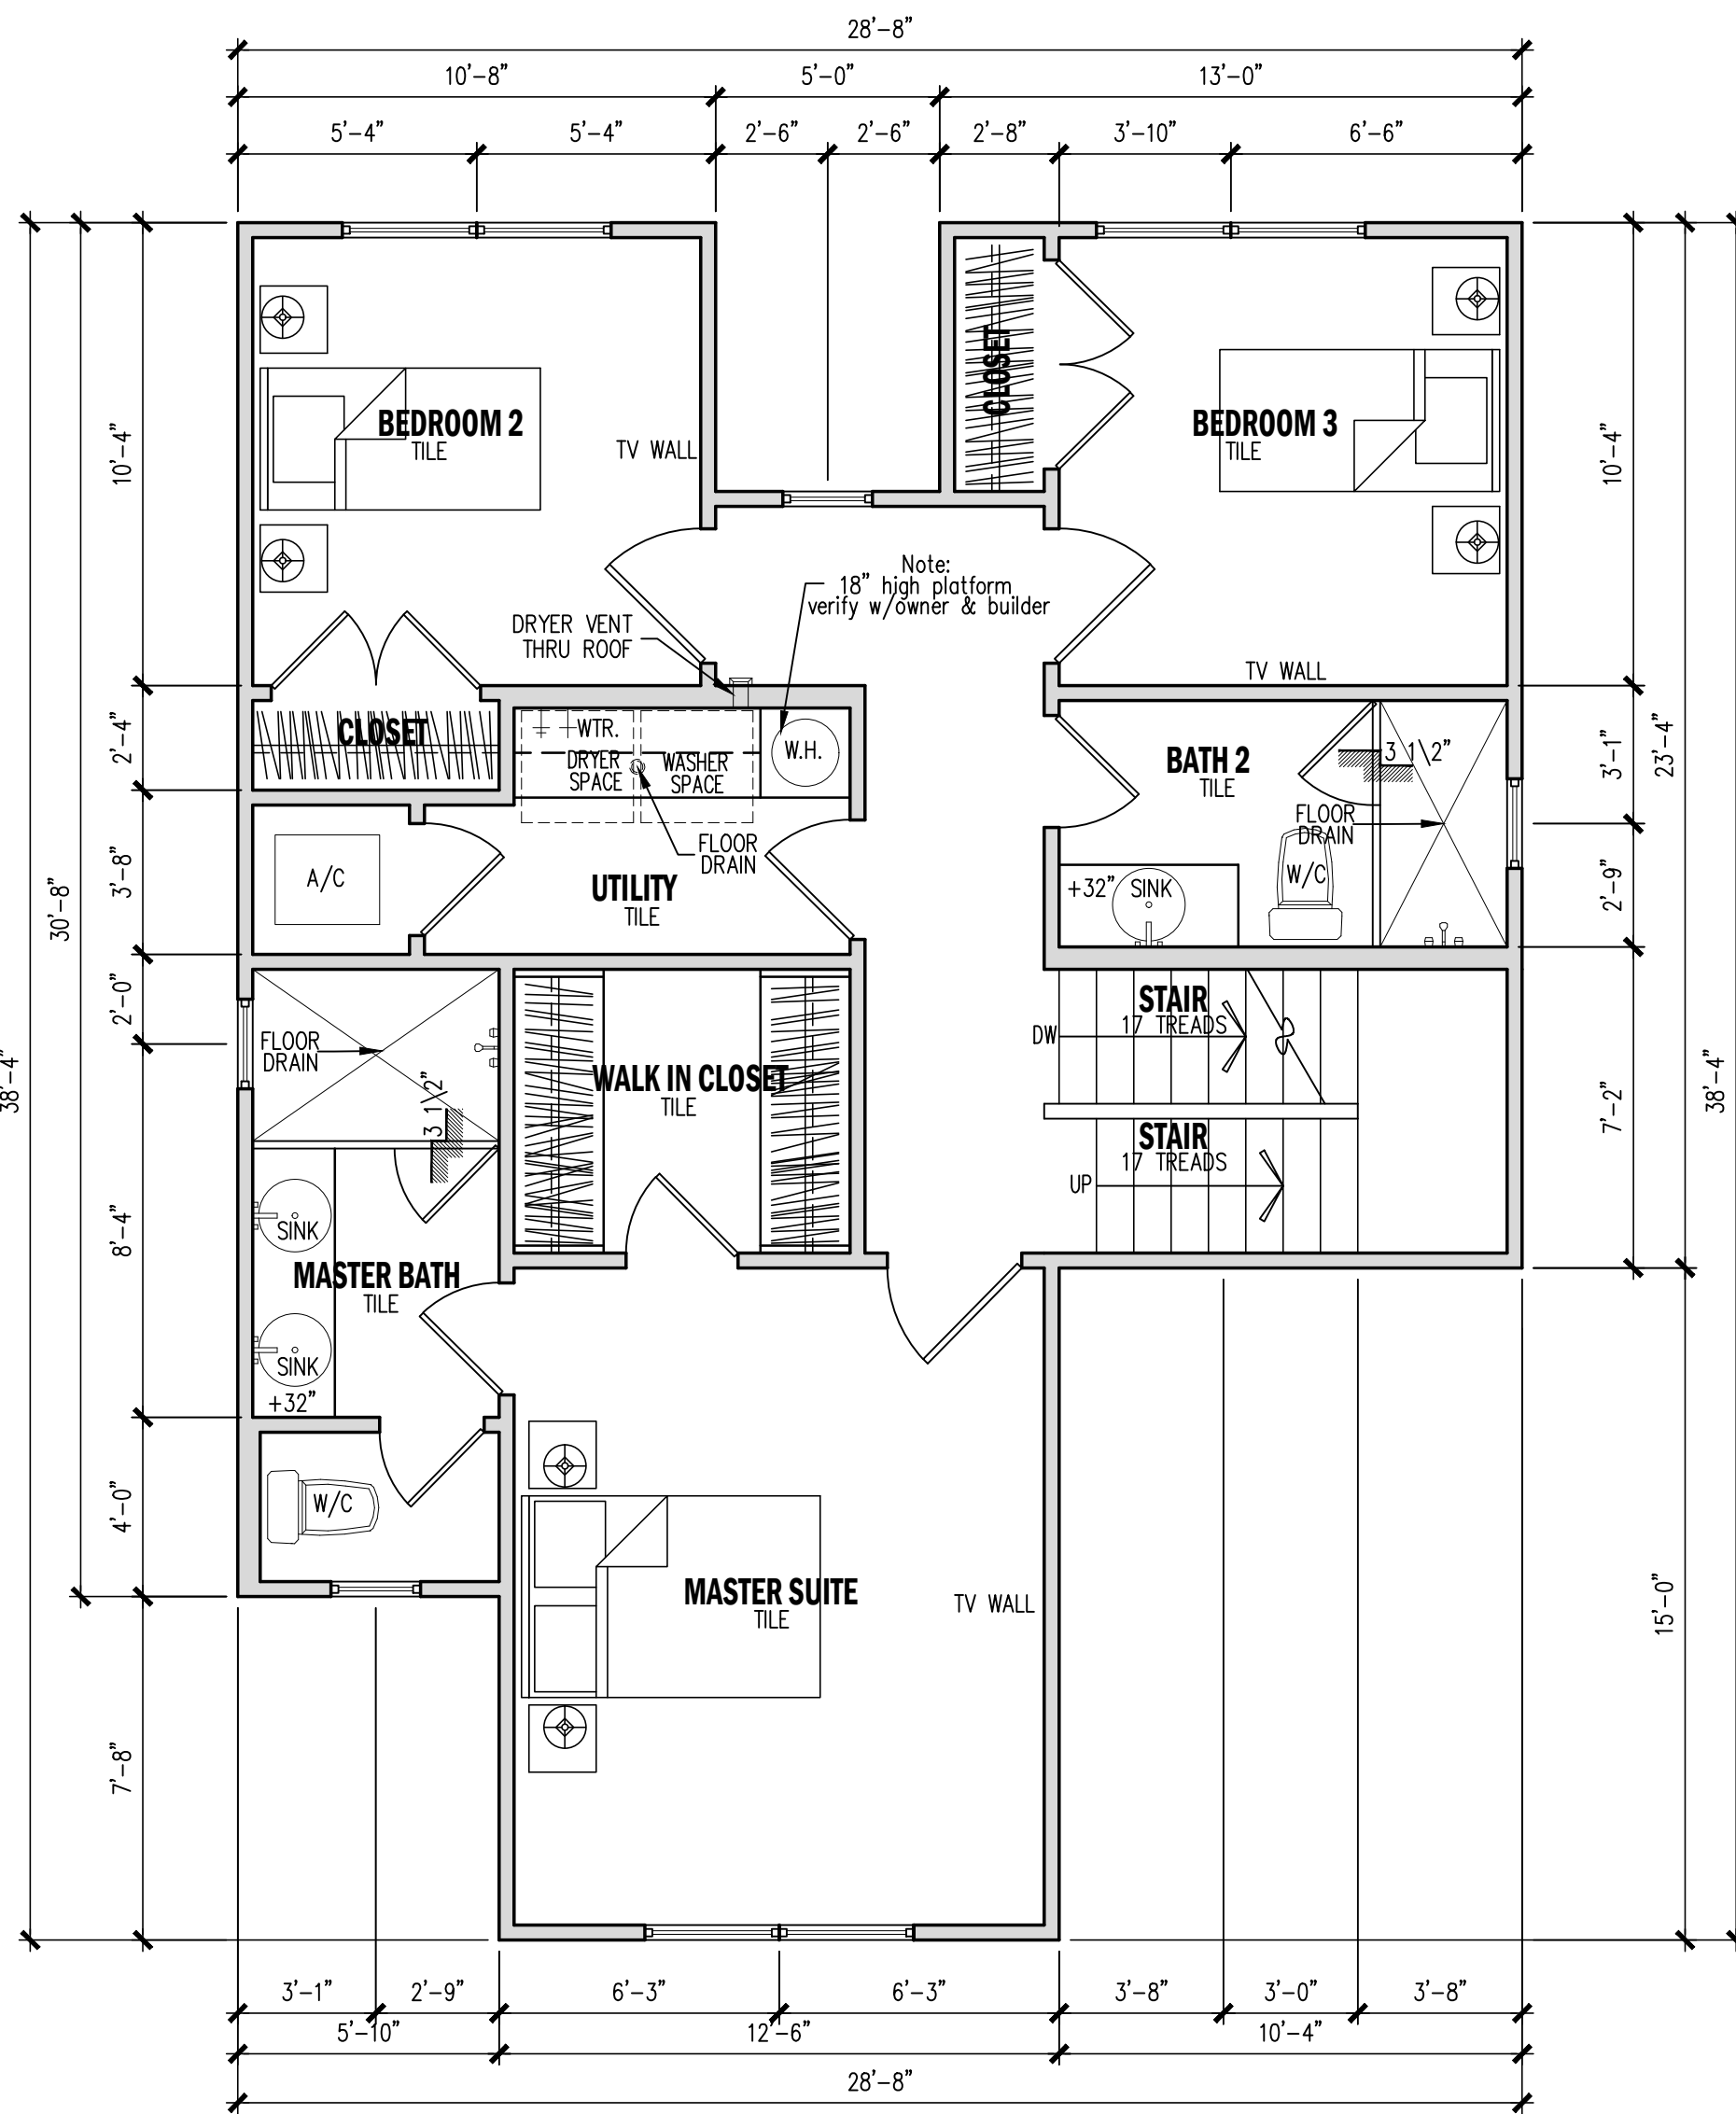 28'-8"
10'-8" 5'-0" 13'-0"
5'-4" 5'-4" 2'-6" 2'-6" 2'-8" 3'-10" 6'-6"
BEDROOM 2
TILE
TV WALL
CLOSET
BEDROOM 3
TILE
TV WALL
Note:
18" high platform
verify w/owner & builder
DRYER VENT
THRU ROOF
CLOSET
WTR.
DRYER
SPACE
WASHER
SPACE
W.H.
BATH 2
TILE
3 1\2"
FLOOR
DRAIN
FLOOR
DRAIN
A/C
UTILITY
TILE
+32"
SINK
W/C
FLOOR
DRAIN
3 1\2"
WALK IN CLOSET
TILE
STAIR
17 TREADS
DW
STAIR
17 TREADS
UP
SINK
MASTER BATH
TILE
SINK
+32"
W/C
MASTER SUITE
TILE
TV WALL
10'-4"
2'-4"
3'-8"
2'-0"
8'-4"
4'-0"
7'-8"
30'-8"
38'-4"
10'-4"
3'-1"
2'-9"
7'-2"
23'-4"
15'-0"
38'-4"
3'-1" 2'-9" 6'-3" 6'-3" 3'-8" 3'-0" 3'-8"
5'-10" 12'-6" 10'-4"
28'-8"